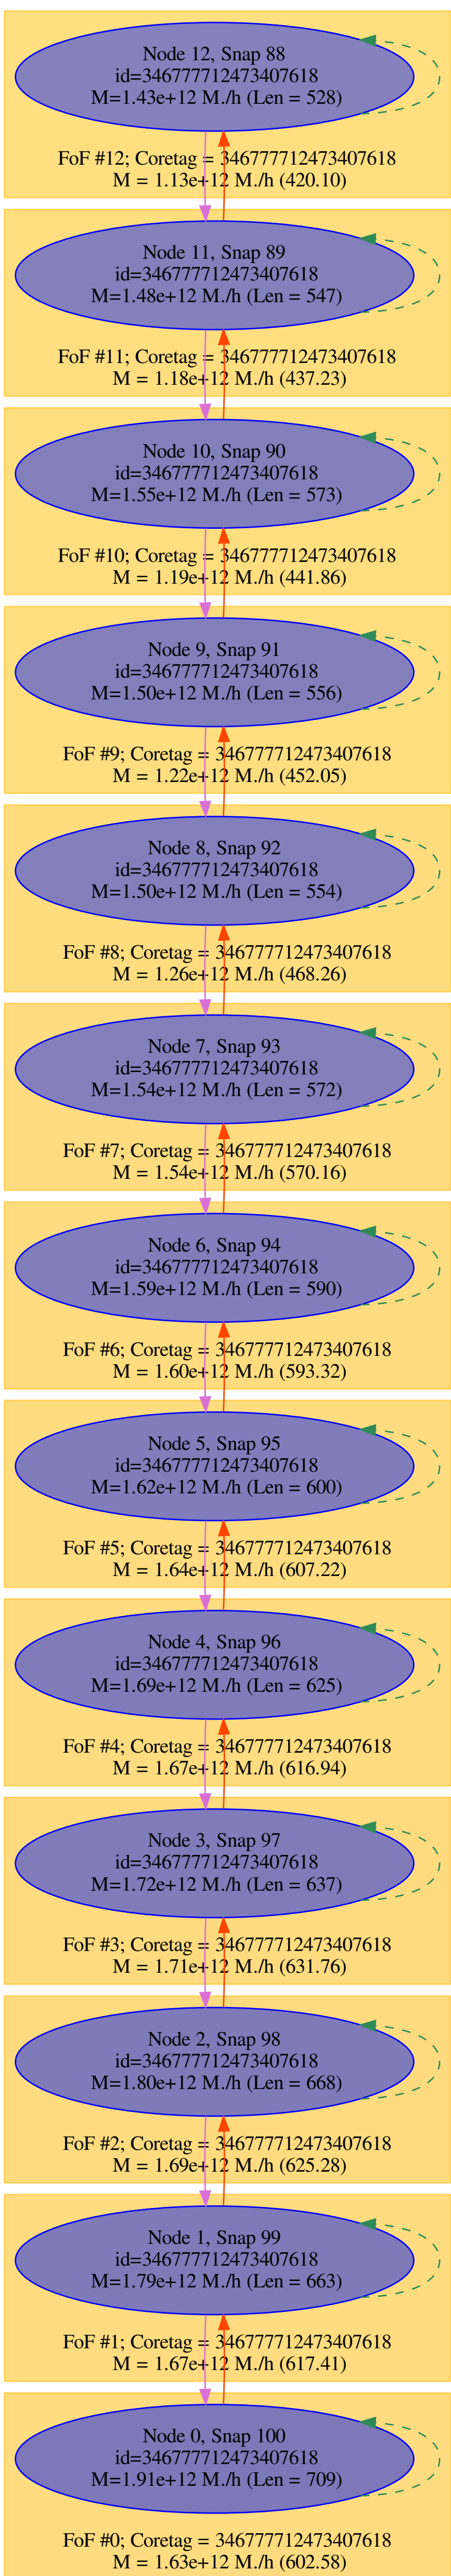 Node 12, Snap 88
id=346777712473407618
M=1.43e+12 M./h (Len = 528)
FoF #12; Coretag = 346777712473407618
M = 1.13e+12 M./h (420.10)
Node 11, Snap 89
id=346777712473407618
M=1.48e+12 M./h (Len = 547)
FoF #11; Coretag = 346777712473407618
M = 1.18e+12 M./h (437.23)
Node 10, Snap 90
id=346777712473407618
M=1.55e+12 M./h (Len = 573)
FoF #10; Coretag = 346777712473407618
M = 1.19e+12 M./h (441.86)
Node 9, Snap 91
id=346777712473407618
M=1.50e+12 M./h (Len = 556)
FoF #9; Coretag = 346777712473407618
M = 1.22e+12 M./h (452.05)
Node 8, Snap 92
id=346777712473407618
M=1.50e+12 M./h (Len = 554)
FoF #8; Coretag = 346777712473407618
M = 1.26e+12 M./h (468.26)
Node 7, Snap 93
id=346777712473407618
M=1.54e+12 M./h (Len = 572)
FoF #7; Coretag = 346777712473407618
M = 1.54e+12 M./h (570.16)
Node 6, Snap 94
id=346777712473407618
M=1.59e+12 M./h (Len = 590)
FoF #6; Coretag = 346777712473407618
M = 1.60e+12 M./h (593.32)
Node 5, Snap 95
id=346777712473407618
M=1.62e+12 M./h (Len = 600)
FoF #5; Coretag = 346777712473407618
M = 1.64e+12 M./h (607.22)
Node 4, Snap 96
id=346777712473407618
M=1.69e+12 M./h (Len = 625)
FoF #4; Coretag = 346777712473407618
M = 1.67e+12 M./h (616.94)
Node 3, Snap 97
id=346777712473407618
M=1.72e+12 M./h (Len = 637)
FoF #3; Coretag = 346777712473407618
M = 1.71e+12 M./h (631.76)
Node 2, Snap 98
id=346777712473407618
M=1.80e+12 M./h (Len = 668)
FoF #2; Coretag = 346777712473407618
M = 1.69e+12 M./h (625.28)
Node 1, Snap 99
id=346777712473407618
M=1.79e+12 M./h (Len = 663)
FoF #1; Coretag = 346777712473407618
M = 1.67e+12 M./h (617.41)
Node 0, Snap 100
id=346777712473407618
M=1.91e+12 M./h (Len = 709)
FoF #0; Coretag = 346777712473407618
M = 1.63e+12 M./h (602.58)